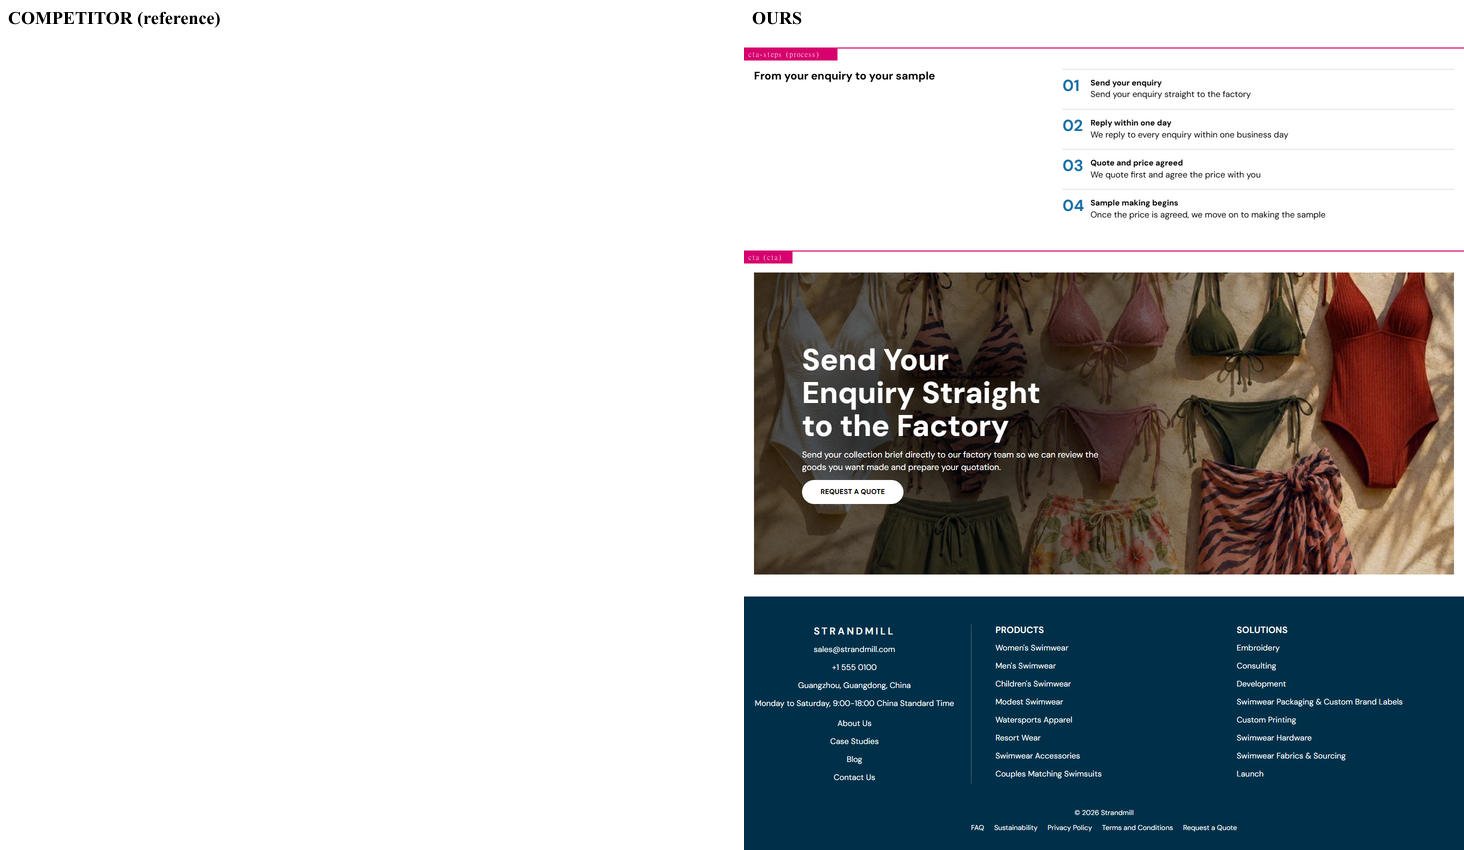 COMPETITOR (reference)
OURS
cta-steps (process)
From your enquiry to your sample
01
Send your enquiry
Send your enquiry straight to the factory
02
Reply within one day
We reply to every enquiry within one business day
03
Quote and price agreed
We quote first and agree the price with you
04
Sample making begins
Once the price is agreed, we move on to making the sample
cta (cta)
Send Your
Enquiry Straight
to the Factory
Send your collection brief directly to our factory team so we can review the
goods you want made and prepare your quotation.
REQUEST A QUOTE
STRANDMILL
sales@strandmill.com
+1 555 0100
Guangzhou, Guangdong, China
Monday to Saturday, 9:00-18:00 China Standard Time
About Us
Case Studies
Blog
Contact Us
PRODUCTS
Women's Swimwear
Men's Swimwear
Children's Swimwear
Modest Swimwear
Watersports Apparel
Resort Wear
Swimwear Accessories
Couples Matching Swimsuits
SOLUTIONS
Embroidery
Consulting
Development
Swimwear Packaging & Custom Brand Labels
Custom Printing
Swimwear Hardware
Swimwear Fabrics & Sourcing
Launch
© 2026 Strandmill
FAQ Sustainability Privacy Policy Terms and Conditions Request a Quote